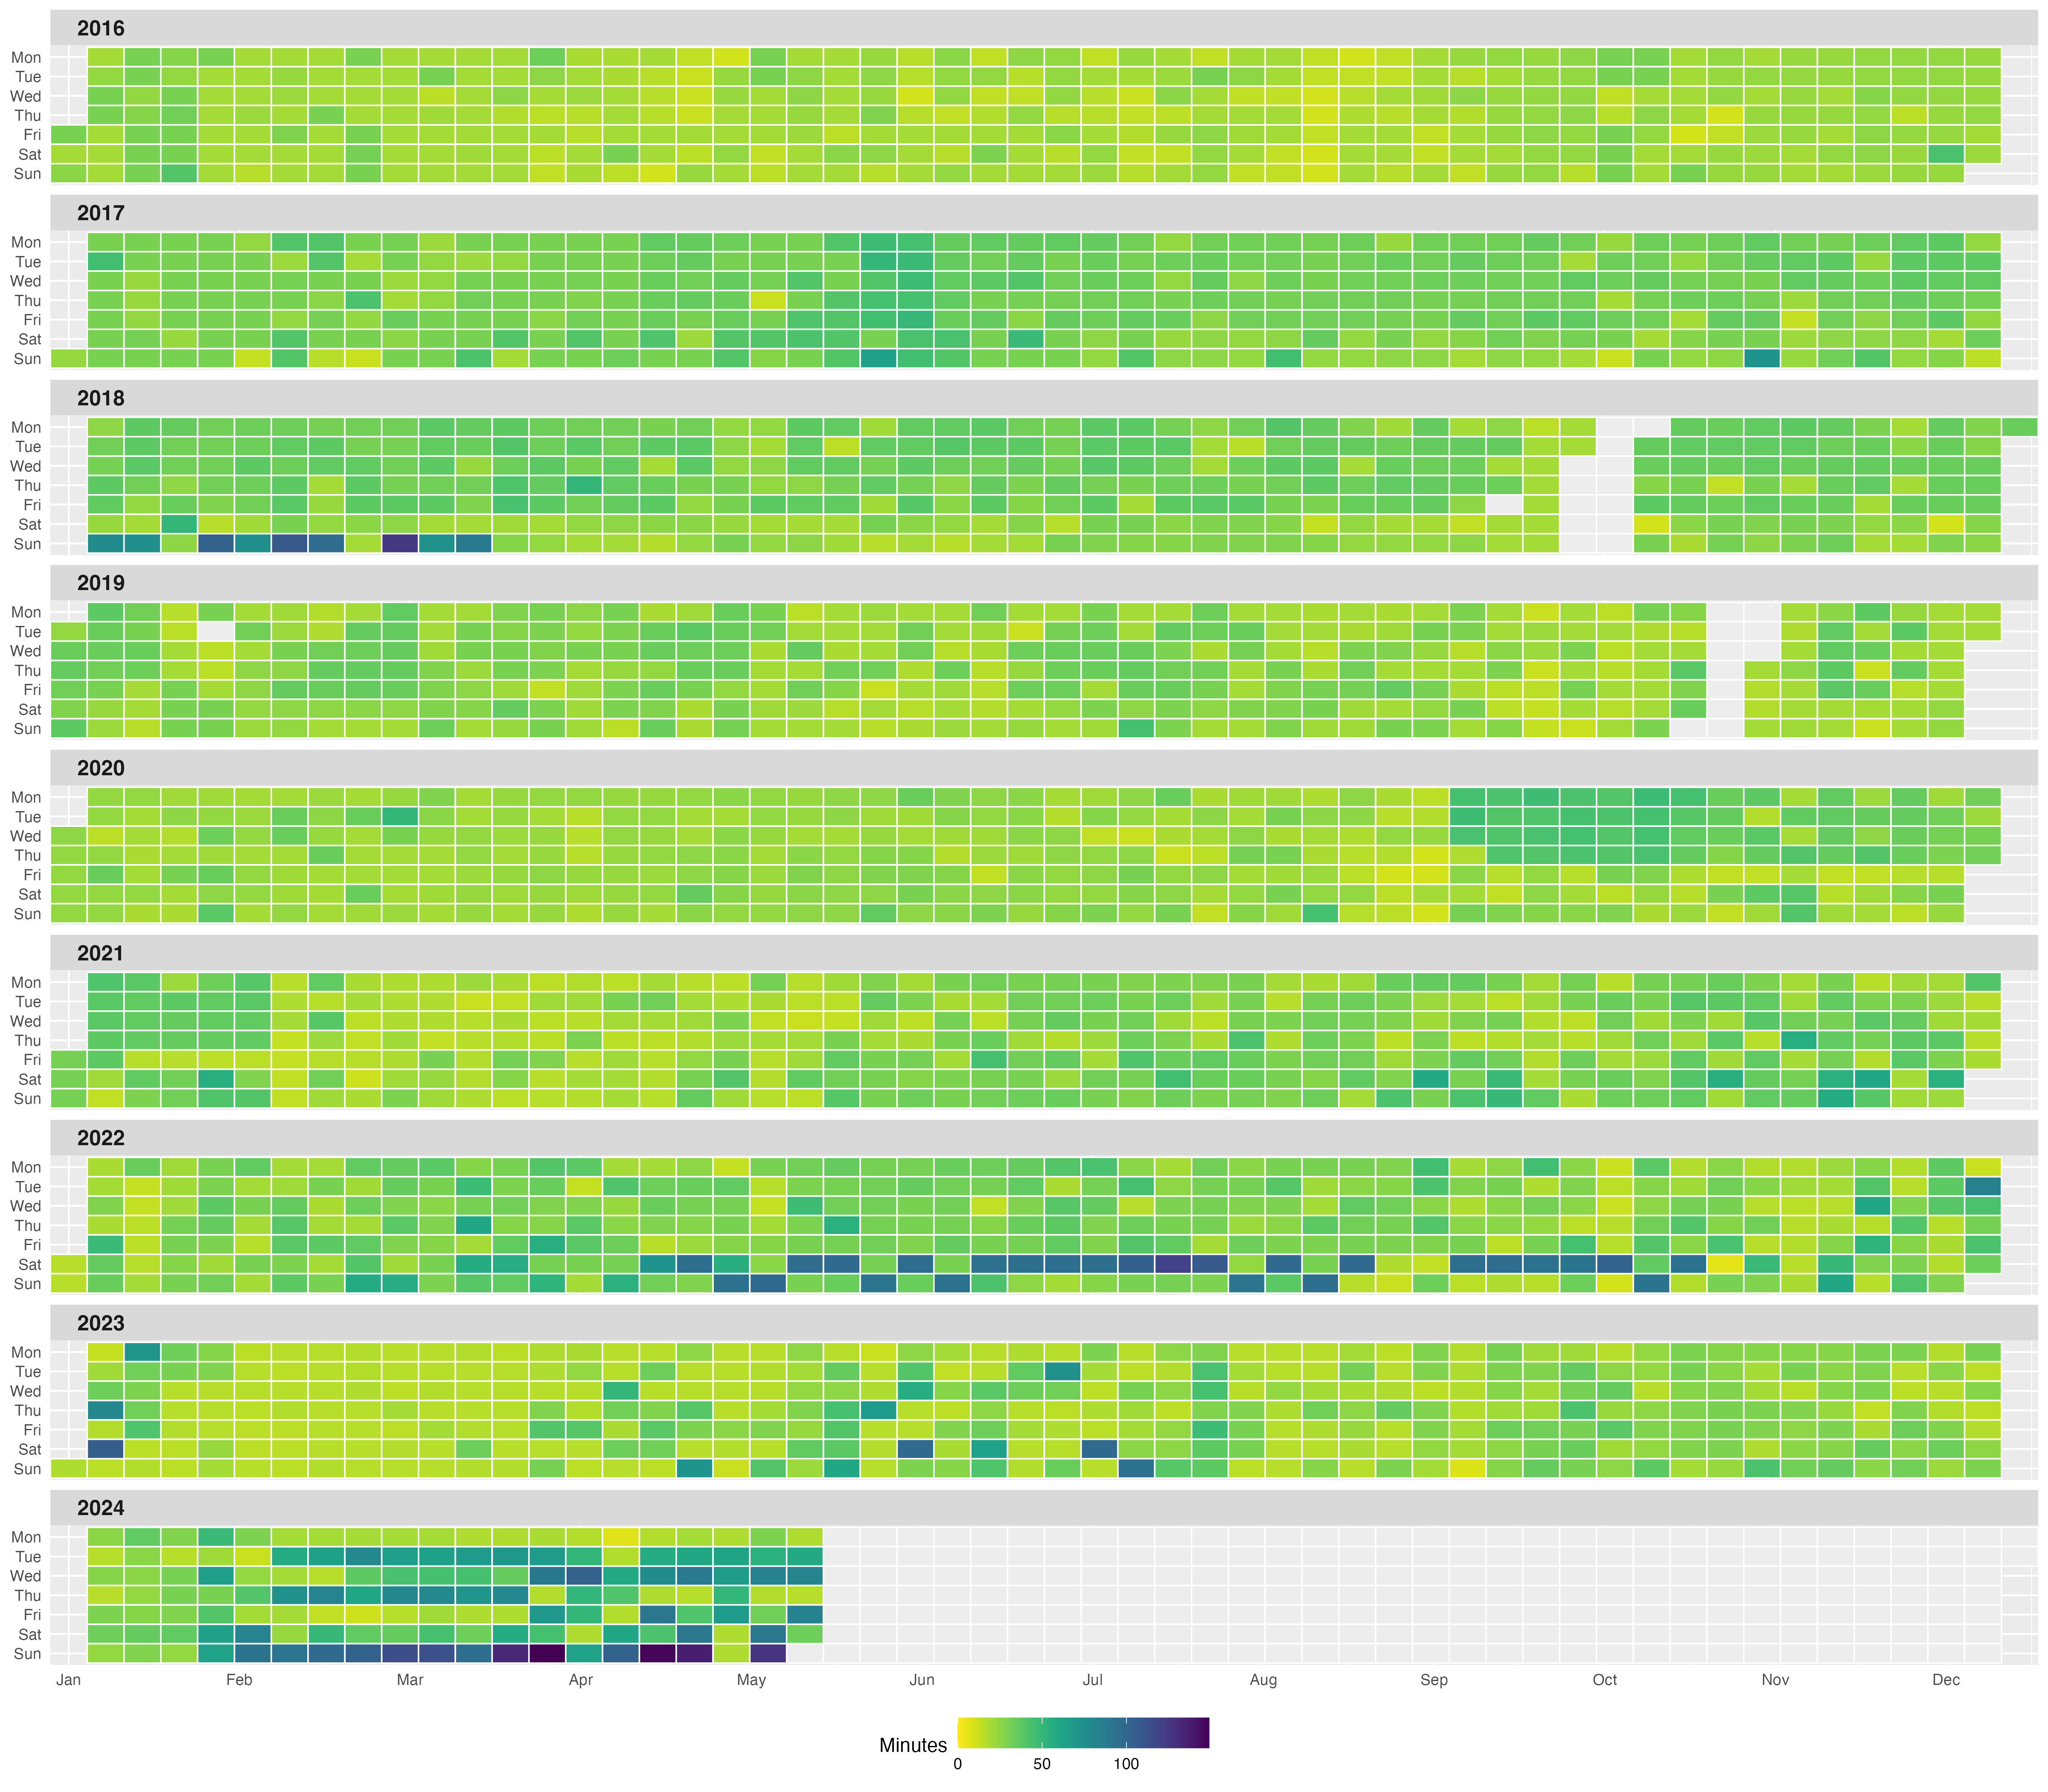 2016
Mon
Tue
Wed
Thu
Fri
Sat
Sun
2017
Mon
Tue
Wed
Thu
Fri
Sat
Sun
2018
Mon
Tue
Wed
Thu
Fri
Sat
Sun
2019
Mon
Tue
Wed
Thu
Fri
Sat
Sun
2020
Mon
Tue
Wed
Thu
Fri
Sat
Sun
2021
Mon
Tue
Wed
Thu
Fri
Sat
Sun
2022
Mon
Tue
Wed
Thu
Fri
Sat
Sun
2023
Mon
Tue
Wed
Thu
Fri
Sat
Sun
2024
Mon
Tue
Wed
Thu
Fri
Sat
Sun
Jan Feb Mar Apr May Jun Jul Aug Sep Oct Nov Dec
Minutes
0 50 100